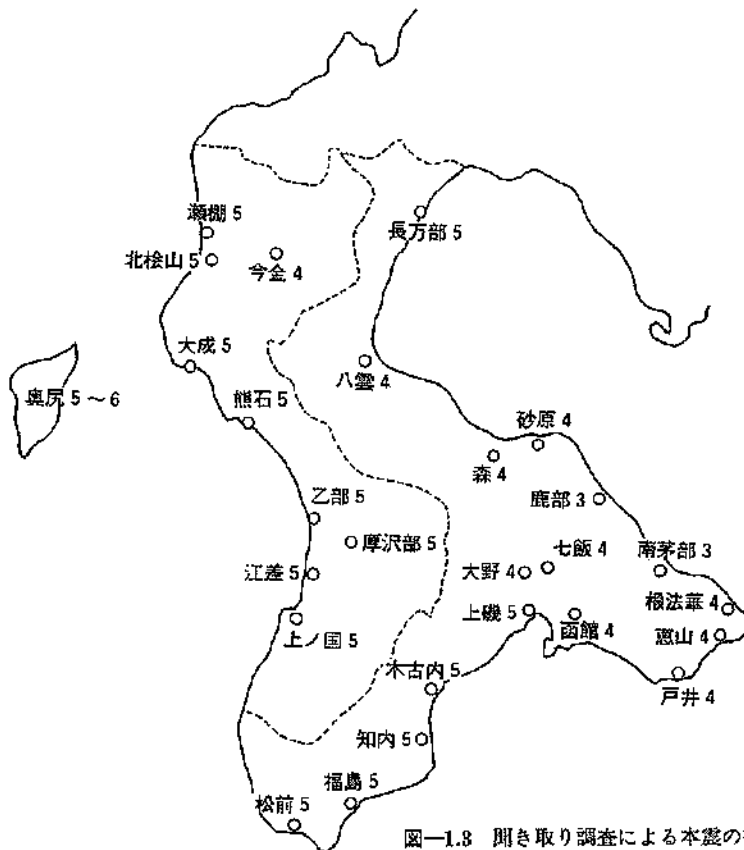 瀬棚 5
長万部 5
北桧山 5
今金 4
大成 5
八雲 4
奥尻 5～6
熊石 5
砂原 4
森 4
鹿部 3
乙部 5
厚沢部 5
七飯 4
南茅部 3
江差 5
大野 4
椴法華 4
上磯 5
函館 4
恵山 4
上ノ国 5
木古内 5
戸井 4
知内 5
福島 5
松前 5
図―1.3 聞き取り調査による本震の